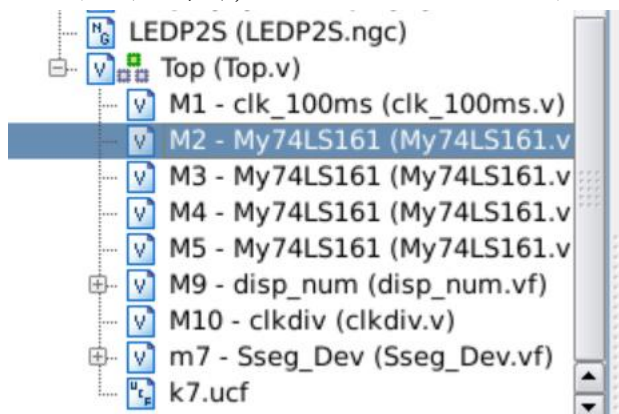 LEDP2S (LEDP2S.ngc)
Top (Top.v)
M1 - clk_100ms (clk_100ms.v)
M2 - My74LS161 (My74LS161.v
M3 - My74LS161 (My74LS161.v
M4 - My74LS161 (My74LS161.v
M5 - My74LS161 (My74LS161.v
M9 - disp_num (disp_num.vf)
M10 - clkdiv (clkdiv.v)
m7 - Sseg_Dev (Sseg_Dev.vf)
k7.ucf